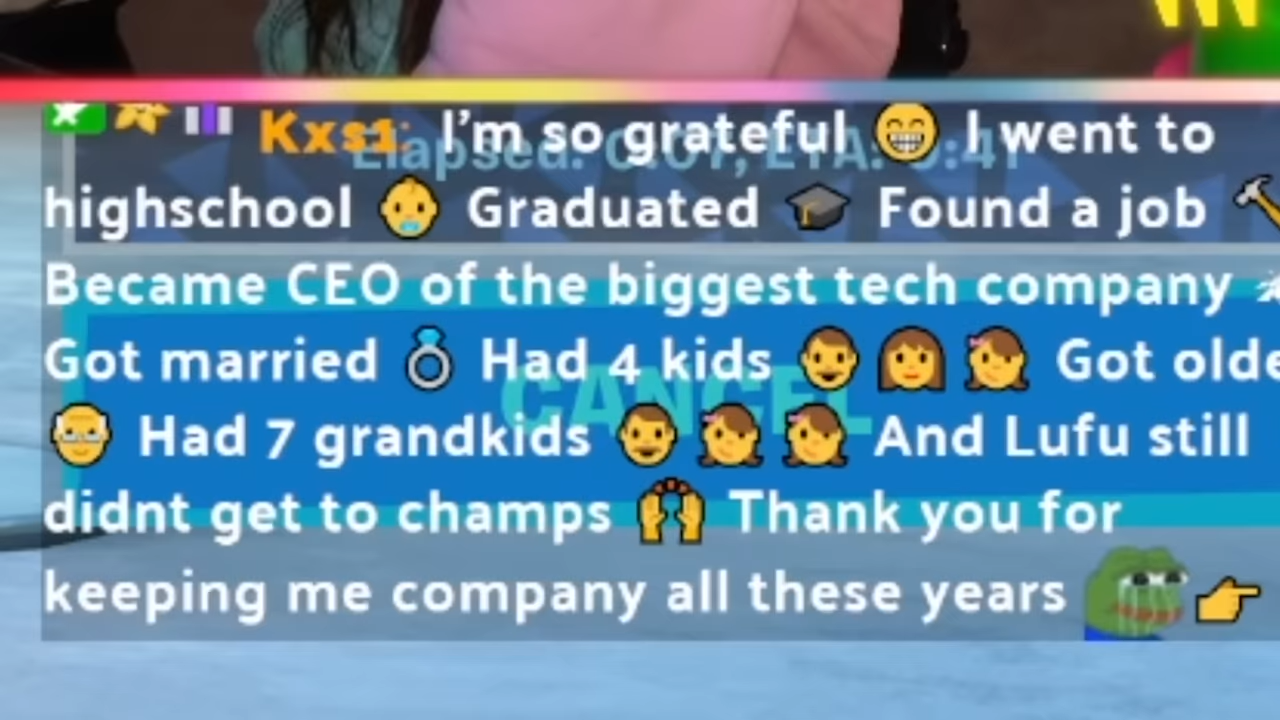 Kxs1: I'm so grateful 😁 I went to
highschool 👶 Graduated 🎓 Found a job 🔨
Became CEO of the biggest tech company
Got married 💍 Had 4 kids 👨 👩 👧 Got olde
👴 Had 7 grandkids 👨 👧 👧 And Lufu still
didnt get to champs 🙌 Thank you for
keeping me company all these years 👉
CANCEL